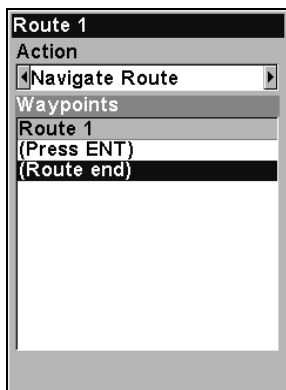 Route 1
Action
Navigate Route
Waypoints
Route 1
(Press ENT)
(Route end)